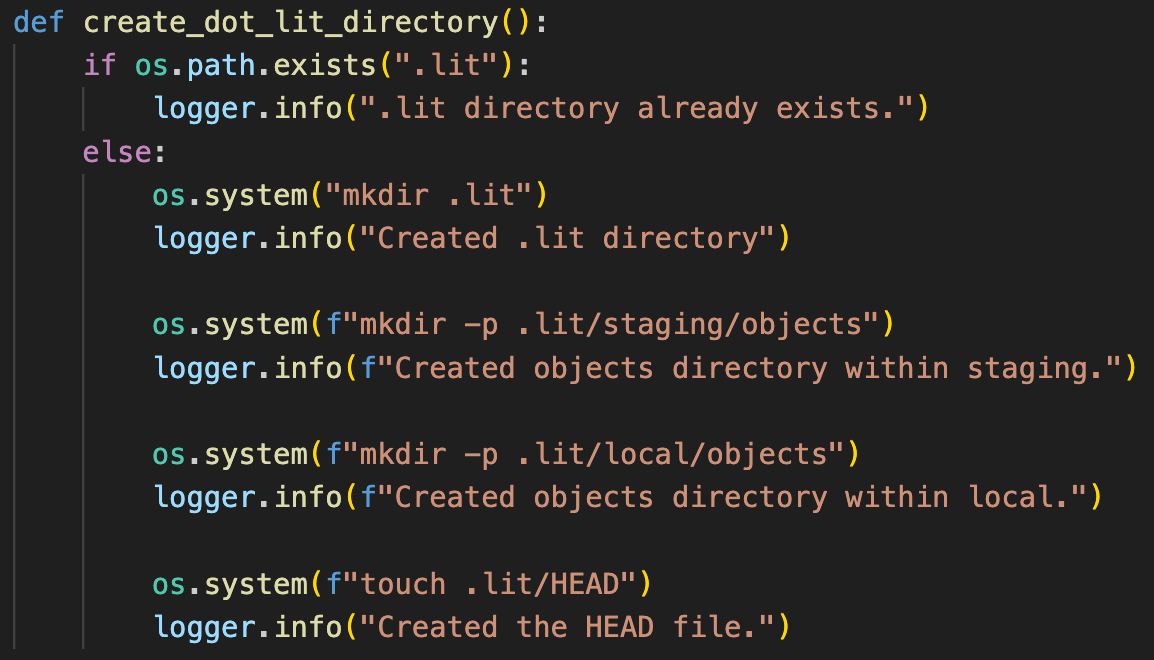 def create_dot_lit_directory():
    if os.path.exists(".lit"):
        logger.info(".lit directory already exists.")
    else:
        os.system("mkdir .lit")
        logger.info("Created .lit directory")

        os.system(f"mkdir -p .lit/staging/objects")
        logger.info(f"Created objects directory within staging.")

        os.system(f"mkdir -p .lit/local/objects")
        logger.info(f"Created objects directory within local.")

        os.system(f"touch .lit/HEAD")
        logger.info("Created the HEAD file.")